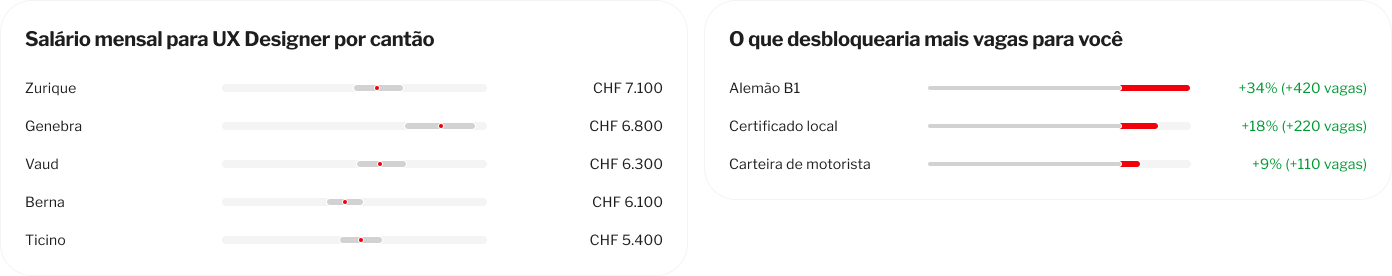 Salário mensal para UX Designer por cantão
Zurique CHF 7.100
Genebra CHF 6.800
Vaud CHF 6.300
Berna CHF 6.100
Ticino CHF 5.400
O que desbloquearia mais vagas para você
Alemão B1 +34% (+420 vagas)
Certificado local +18% (+220 vagas)
Carteira de motorista +9% (+110 vagas)